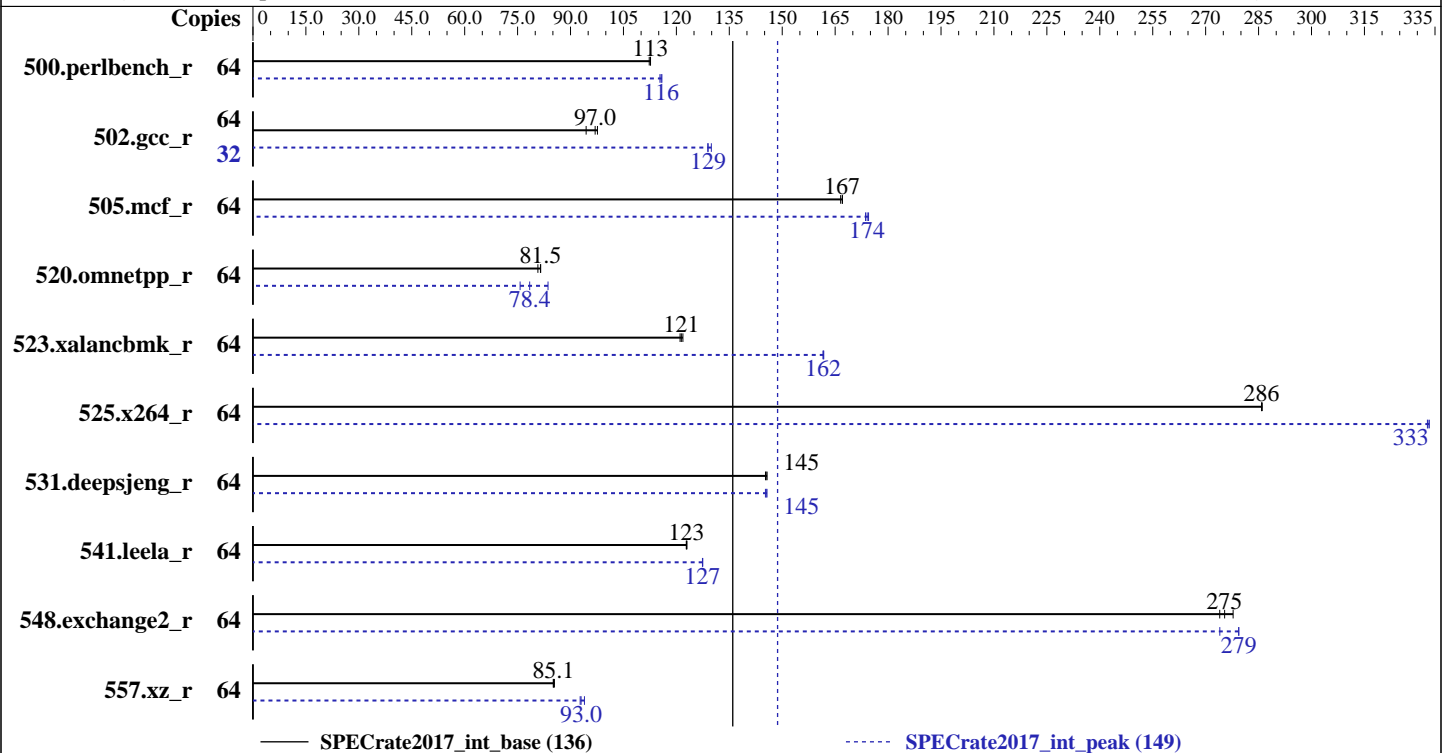 Copies 0 15.0 30.0 45.0 60.0 75.0 90.0 105 120 135 150 165 180 195 210 225 240 255 270 285 300 315 335
113
500.perlbench_r 64
116
64 97.0
502.gcc_r
32 129
167
505.mcf_r 64
174
81.5
520.omnetpp_r 64
78.4
121
523.xalancbmk_r 64
162
286
525.x264_r 64
333
145
531.deepsjeng_r 64
145
123
541.leela_r 64
127
275
548.exchange2_r 64
279
85.1
557.xz_r 64
93.0
SPECrate2017_int_base (136) SPECrate2017_int_peak (149)